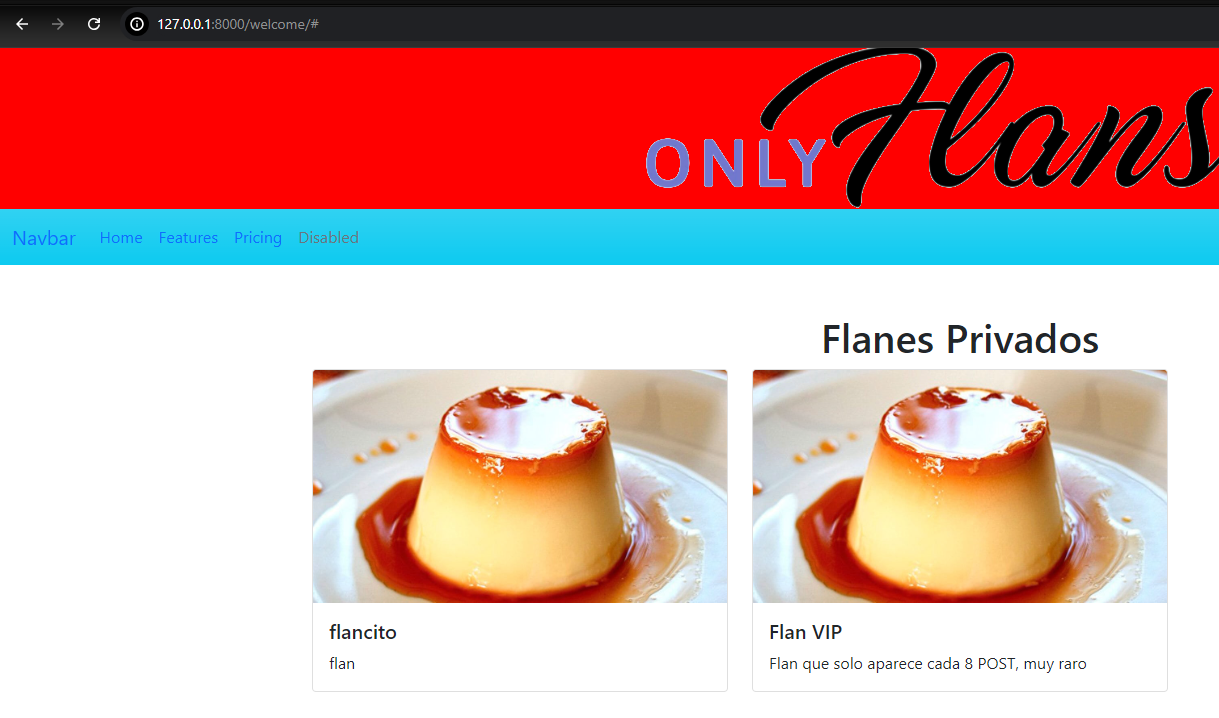 127.0.0.1:8000/welcome/#
ONLY Flans
Navbar Home Features Pricing Disabled
Flanes Privados
flancito
flan
Flan VIP
Flan que solo aparece cada 8 POST, muy raro